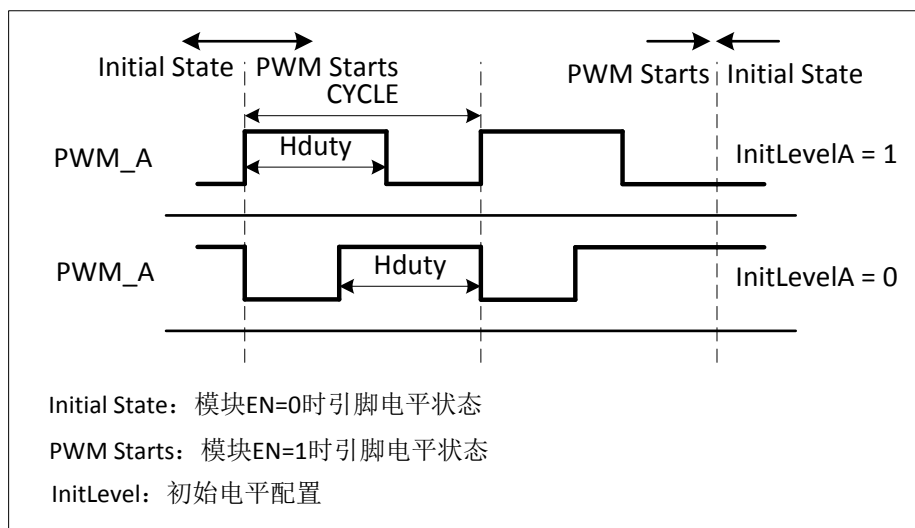 Initial State PWM Starts PWM Starts Initial State
CYCLE
PWM_A Hduty InitLevelA = 1
PWM_A Hduty InitLevelA = 0
Initial State：模块EN=0时引脚电平状态
PWM Starts：模块EN=1时引脚电平状态
InitLevel：初始电平配置